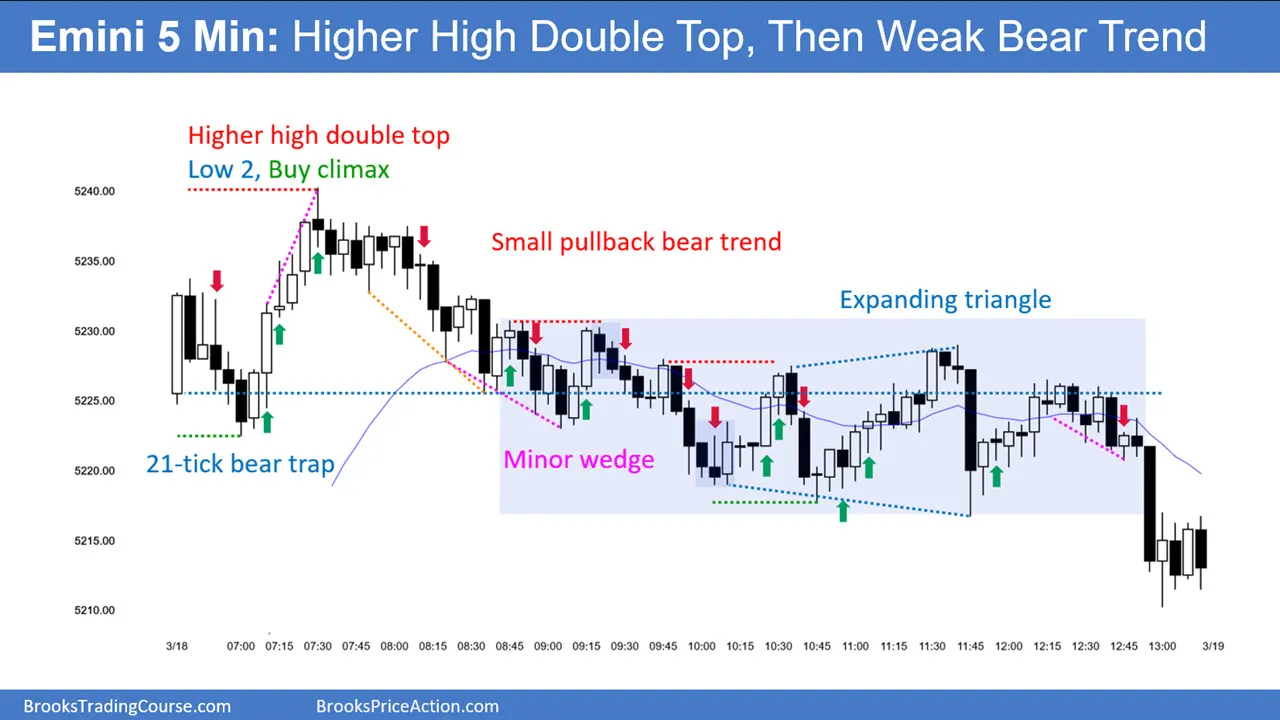 Emini 5 Min: Higher High Double Top, Then Weak Bear Trend
Higher high double top
Low 2, Buy climax
5240.00
5235.00
Small pullback bear trend
Expanding triangle
5230.00
5225.00
21-tick bear trap
Minor wedge
5220.00
5215.00
5210.00
3/18 07:00 07:15 07:30 07:45 08:00 08:15 08:30 08:45 09:00 09:15 09:30 09:45 10:00 10:15 10:30 10:45 11:00 11:15 11:30 11:45 12:00 12:15 12:30 12:45 13:00 3/19
BrooksTradingCourse.com BrooksPriceAction.com